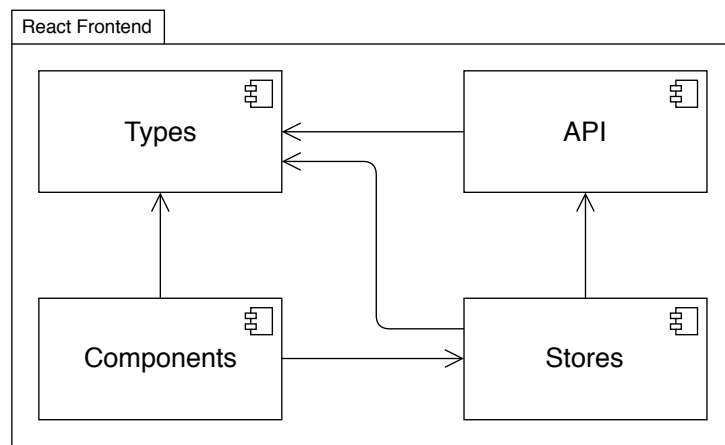 React Frontend
Types
API
Components
Stores